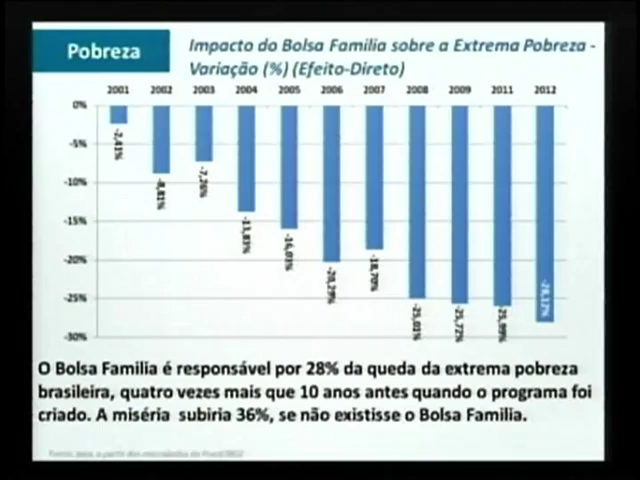 Pobreza
Impacto do Bolsa Familia sobre a Extrema Pobreza -
Variação (%) (Efeito-Direto)
2001 2002 2003 2004 2005 2006 2007 2008 2009 2011 2012
0%
-5%
-10%
-15%
-20%
-25%
-30%
-2,41%
-8,81%
-7,26%
-13,83%
-16,03%
-20,29%
-18,70%
-25,01%
-25,72%
-25,99%
-28,12%
O Bolsa Familia é responsável por 28% da queda da extrema pobreza
brasileira, quatro vezes mais que 10 anos antes quando o programa foi
criado. A miséria subiria 36%, se não existisse o Bolsa Familia.